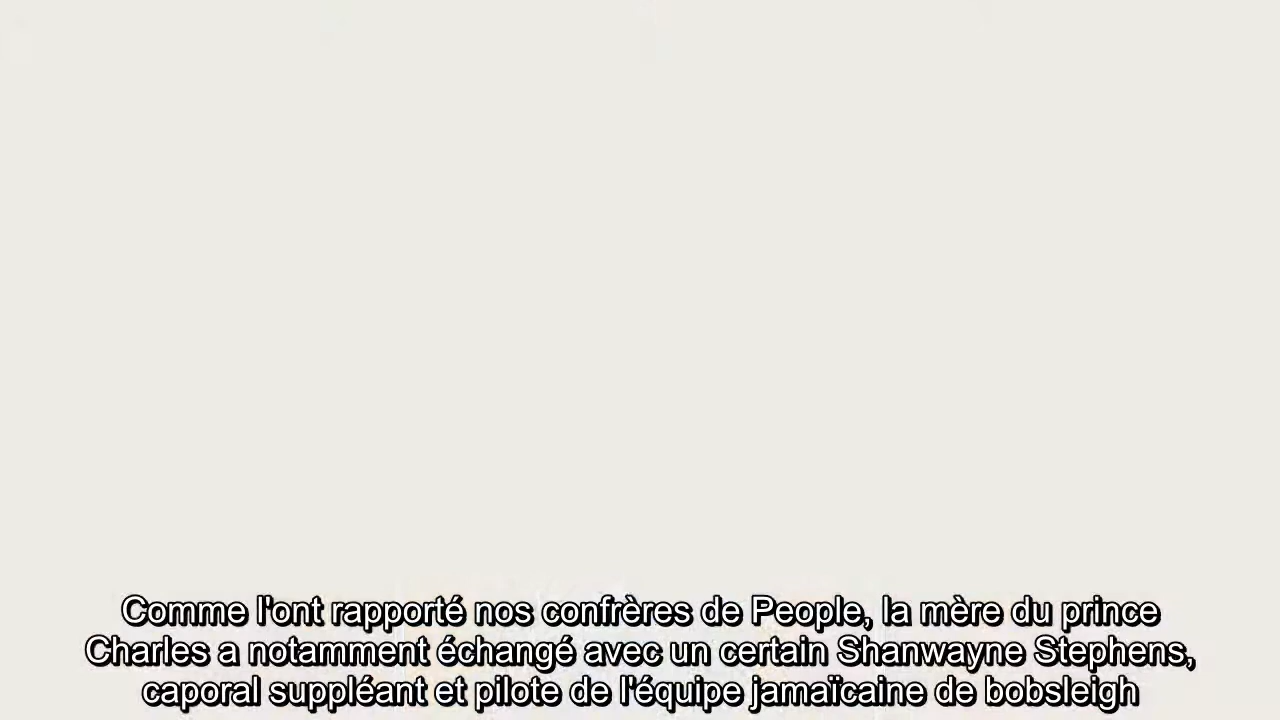 Comme l'ont rapporté nos confrères de People, la mère du prince
Charles a notamment échangé avec un certain Shanwayne Stephens,
caporal suppléant et pilote de l'équipe jamaïcaine de bobsleigh